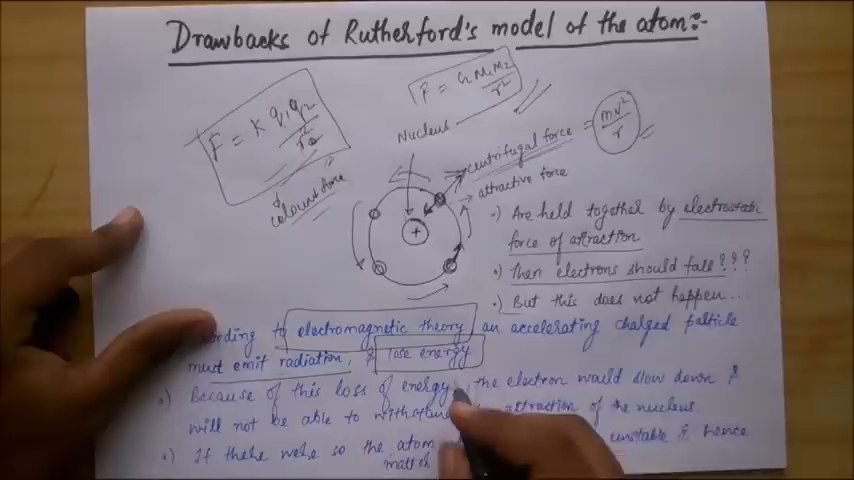 Drawbacks of Rutherford's model of the atom:-
F = K q1q2/r²
F = G M1M2/r²
Nucleus
centrifugal force = mv²/r
coloumb force
→ attractive force
+
·) Are held together by electrostatic
force of attraction
·) Then electrons should fall???
·) But this does not happen...
to electromagnetic theory, an accelerating charged particle
must emit radiation, & lose energy
·) Because of this loss of energy, the electron would slow down &
will not be able to withstand attraction of the nucleus.
·) If there were so the atom unstable & hence
matter